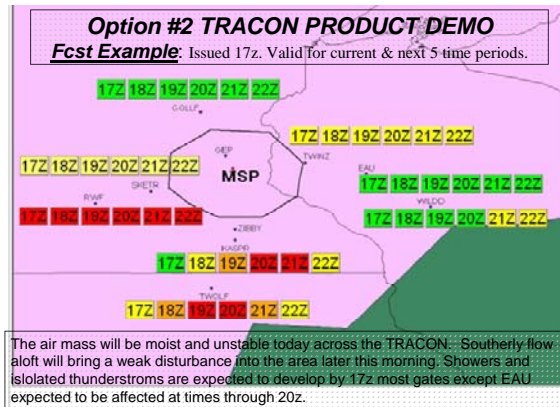 Option #2 TRACON PRODUCT DEMO
Fcst Example: Issued 17z. Valid for current & next 5 time periods.
17Z 18Z 19Z 20Z 21Z 22Z
GOLLF
17Z 18Z 19Z 20Z 21Z 22Z
GEP
TWINZ
17Z 18Z 19Z 20Z 21Z 22Z
MSP
EAU
17Z 18Z 19Z 20Z 21Z 22Z
SKETR
RWF
WILDD
17Z 18Z 19Z 20Z 21Z 22Z
17Z 18Z 19Z 20Z 21Z 22Z
ZIBBY
KASPR
17Z 18Z 19Z 20Z 21Z 22Z
TWOLF
17Z 18Z 19Z 20Z 21Z 22Z
The air mass will be moist and unstable today across the TRACON. Southerly flow
aloft will bring a weak disturbance into the area later this morning. Showers and
islolated thunderstroms are expected to develop by 17z most gates except EAU
expected to be affected at times through 20z.